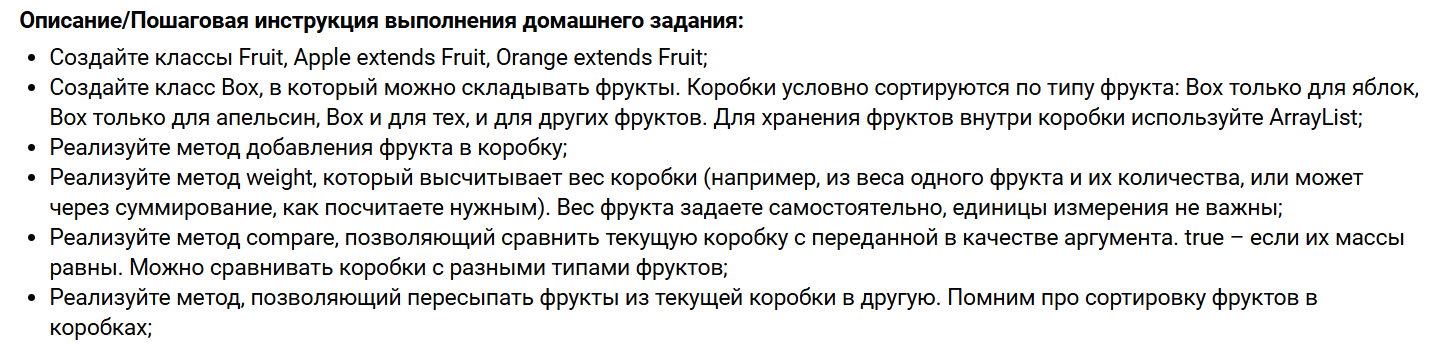 Описание/Пошаговая инструкция выполнения домашнего задания:
• Создайте классы Fruit, Apple extends Fruit, Orange extends Fruit;
• Создайте класс Box, в который можно складывать фрукты. Коробки условно сортируются по типу фрукта: Box только для яблок,
Box только для апельсин, Box и для тех, и для других фруктов. Для хранения фруктов внутри коробки используйте ArrayList;
• Реализуйте метод добавления фрукта в коробку;
• Реализуйте метод weight, который высчитывает вес коробки (например, из веса одного фрукта и их количества, или может
через суммирование, как посчитаете нужным). Вес фрукта задаете самостоятельно, единицы измерения не важны;
• Реализуйте метод compare, позволяющий сравнить текущую коробку с переданной в качестве аргумента. true – если их массы
равны. Можно сравнивать коробки с разными типами фруктов;
• Реализуйте метод, позволяющий пересыпать фрукты из текущей коробки в другую. Помним про сортировку фруктов в
коробках;